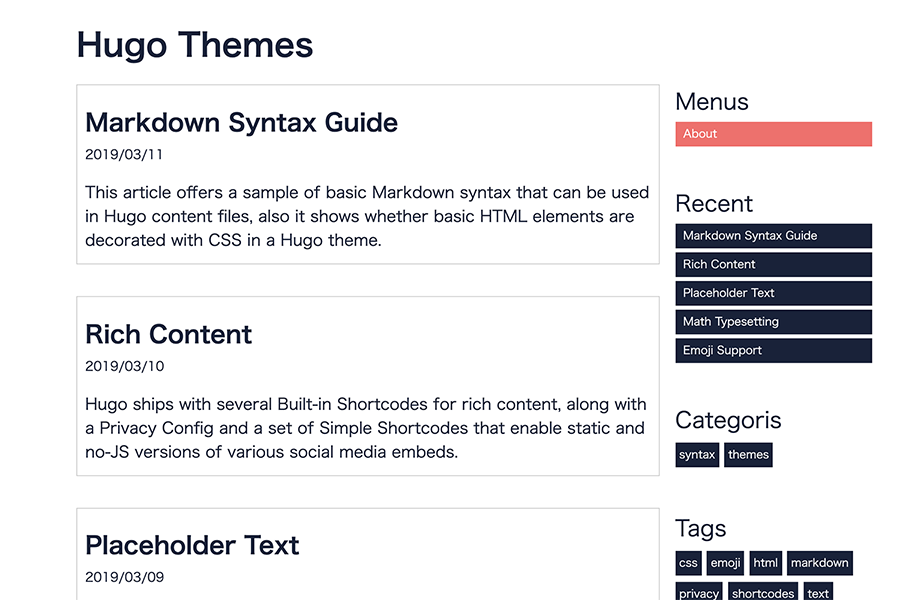 Hugo Themes
Markdown Syntax Guide
2019/03/11
This article offers a sample of basic Markdown syntax that can be used
in Hugo content files, also it shows whether basic HTML elements are
decorated with CSS in a Hugo theme.
Rich Content
2019/03/10
Hugo ships with several Built-in Shortcodes for rich content, along with
a Privacy Config and a set of Simple Shortcodes that enable static and
no-JS versions of various social media embeds.
Placeholder Text
2019/03/09
Menus
About
Recent
Markdown Syntax Guide
Rich Content
Placeholder Text
Math Typesetting
Emoji Support
Categoris
syntax themes
Tags
css emoji html markdown
privacy shortcodes text